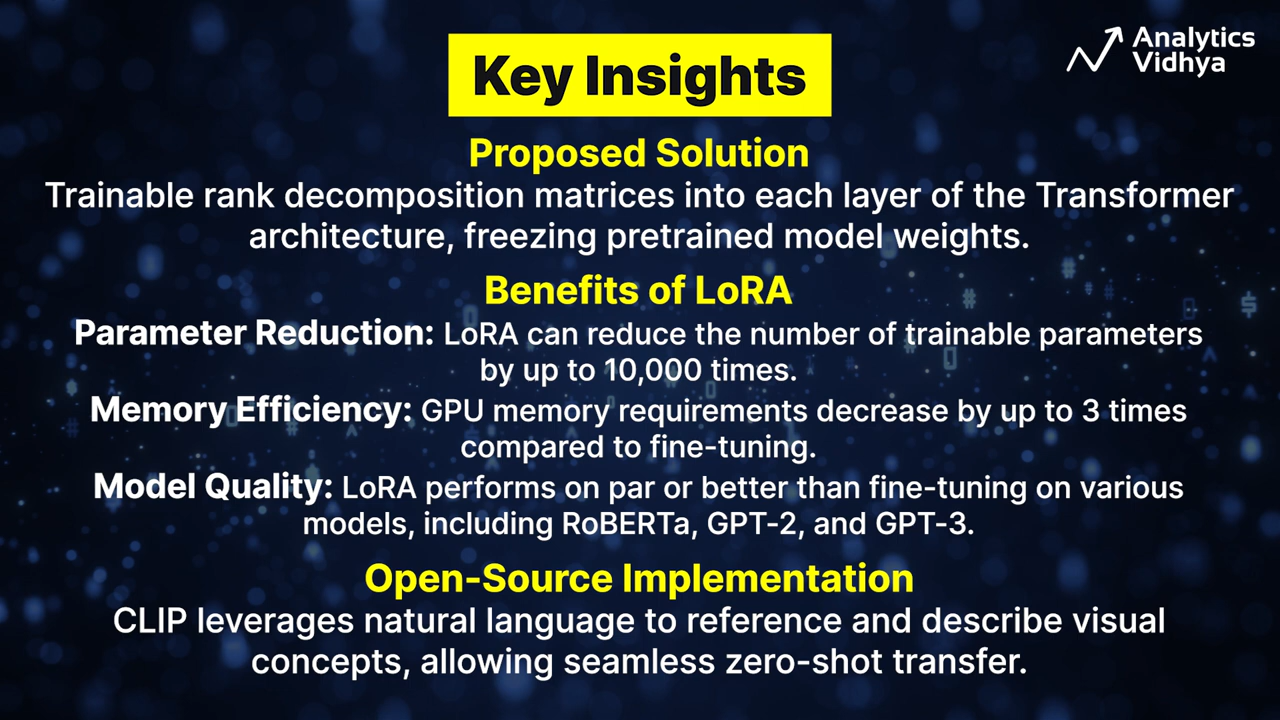 Analytics
Vidhya
Key Insights
Proposed Solution
Trainable rank decomposition matrices into each layer of the Transformer
architecture, freezing pretrained model weights.
Benefits of LoRA
Parameter Reduction: LoRA can reduce the number of trainable parameters
by up to 10,000 times.
Memory Efficiency: GPU memory requirements decrease by up to 3 times
compared to fine-tuning.
Model Quality: LoRA performs on par or better than fine-tuning on various
models, including RoBERTa, GPT-2, and GPT-3.
Open-Source Implementation
CLIP leverages natural language to reference and describe visual
concepts, allowing seamless zero-shot transfer.